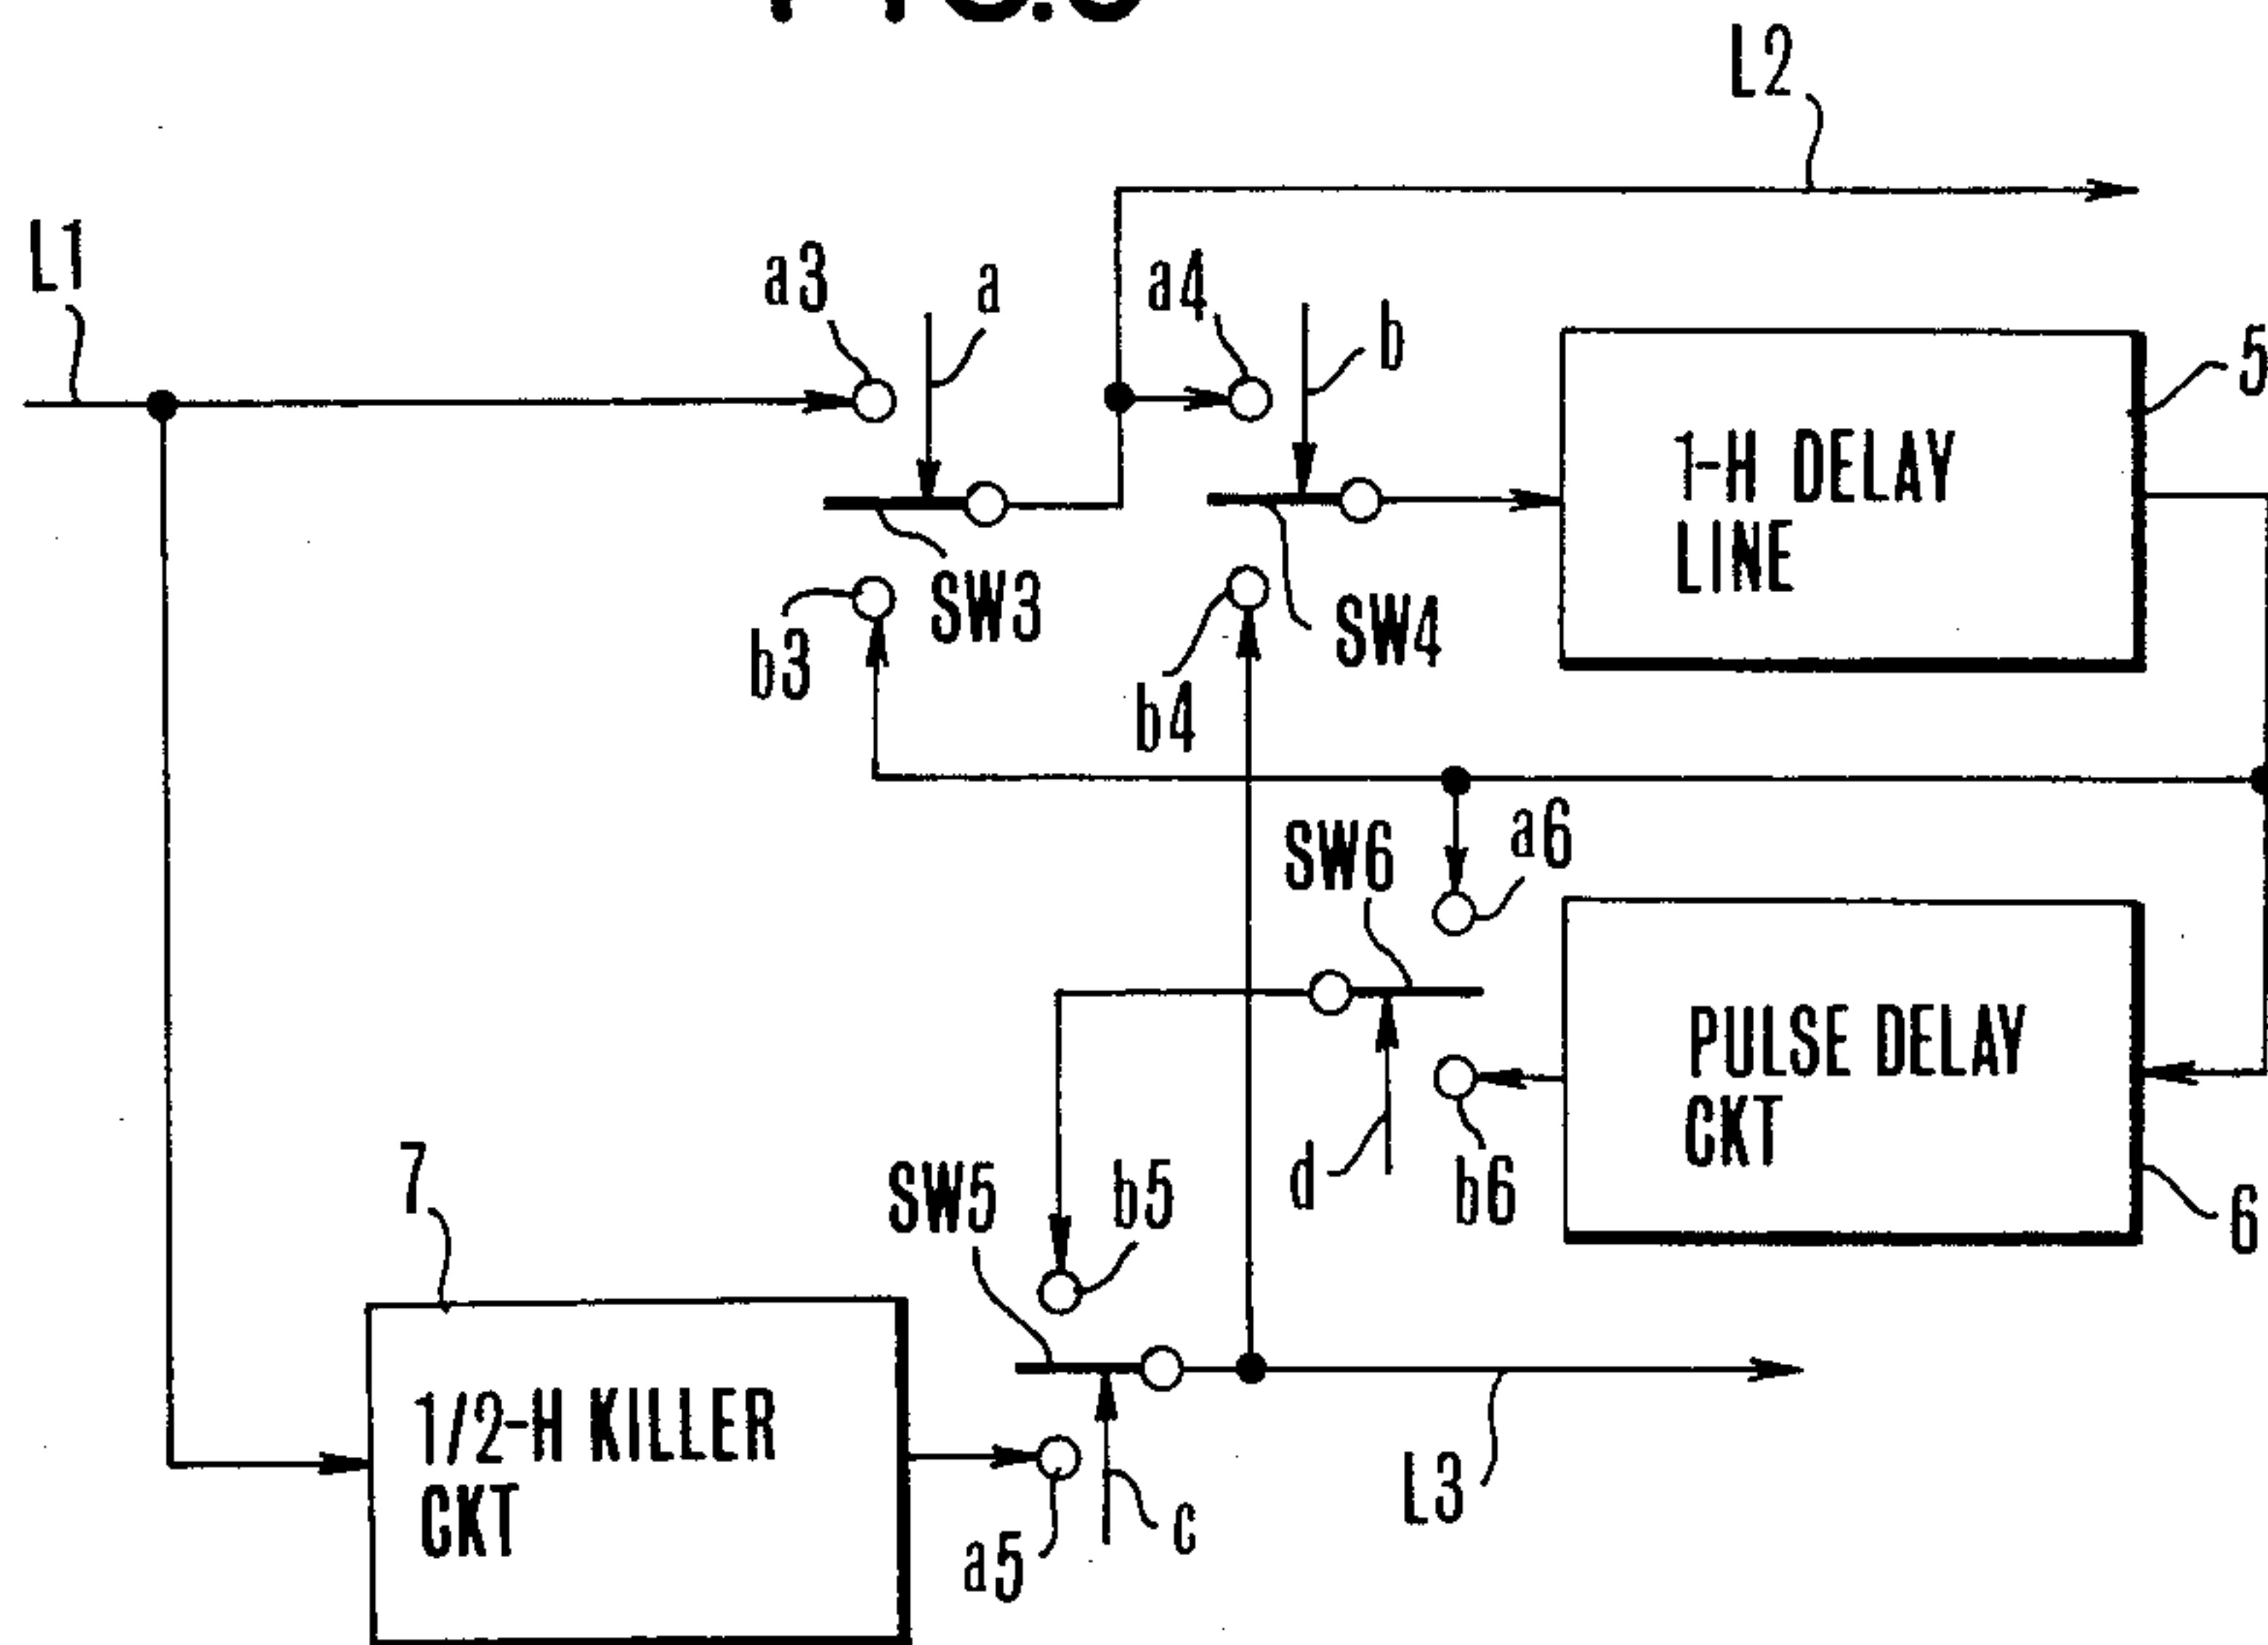 L2
L1
a3
a
a4
b
5
1-H DELAY
LINE
SW3
SW4
b3
b4
a6
SW6
PULSE DELAY
CKT
7
SW5
b5
d
b6
6
1/2-H KILLER
CKT
L3
c
a5